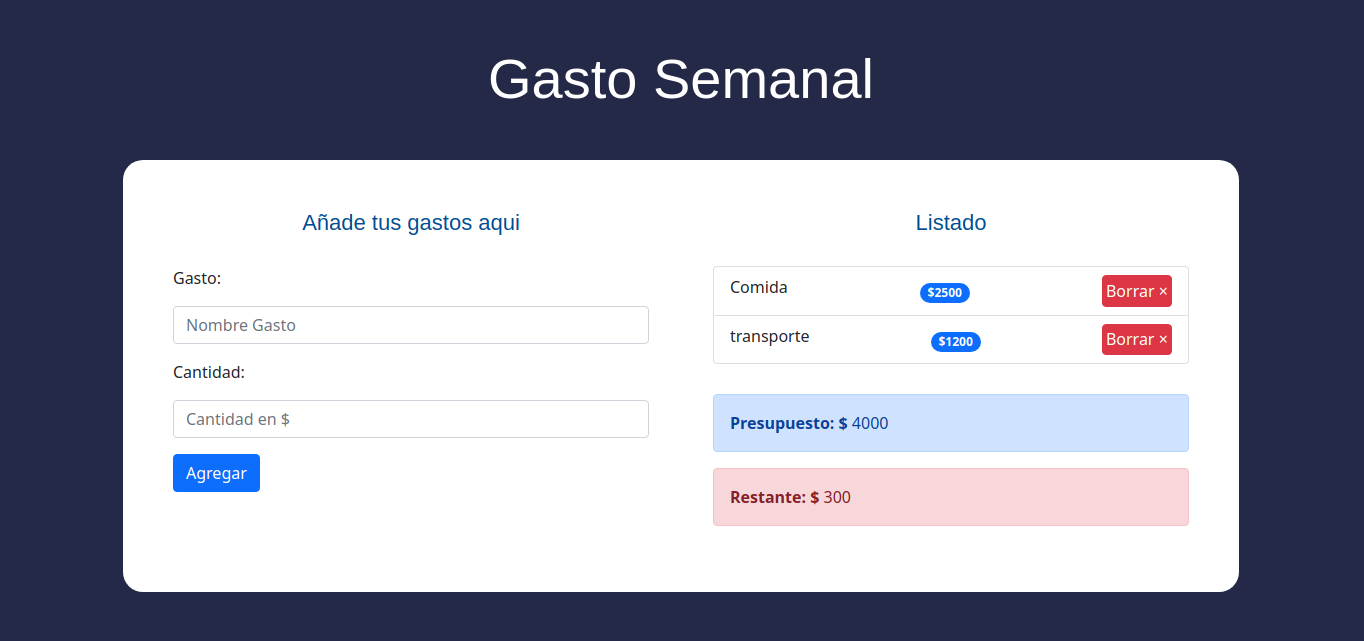 Gasto Semanal
Añade tus gastos aqui
Gasto:
Nombre Gasto
Cantidad:
Cantidad en $
Agregar
Listado
Comida $2500 Borrar ×
transporte $1200 Borrar ×
Presupuesto: $ 4000
Restante: $ 300